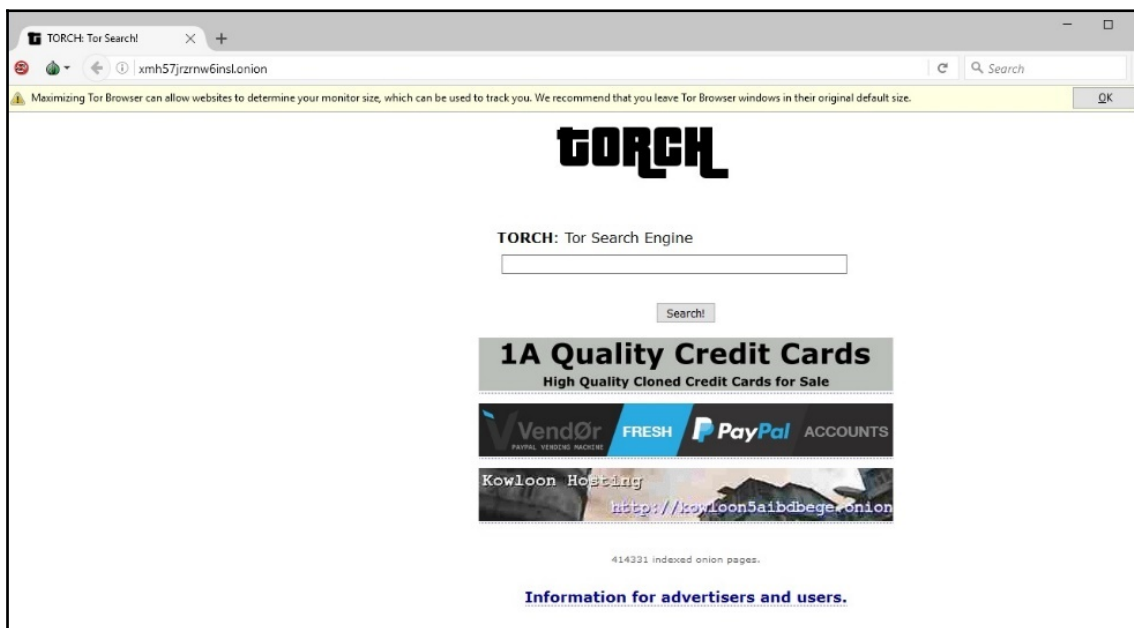 TORCH: Tor Search!
xmh57jrzrnw6insl.onion
Search
Maximizing Tor Browser can allow websites to determine your monitor size, which can be used to track you. We recommend that you leave Tor Browser windows in their original default size.
OK
TORCH
TORCH: Tor Search Engine
Search!
1A Quality Credit Cards
High Quality Cloned Credit Cards for Sale
VendØr FRESH PayPal ACCOUNTS
PAYPAL VENDING MACHINE
Kowloon Hosting
http://kowloon5aibdbege.onion
414331 indexed onion pages.
Information for advertisers and users.